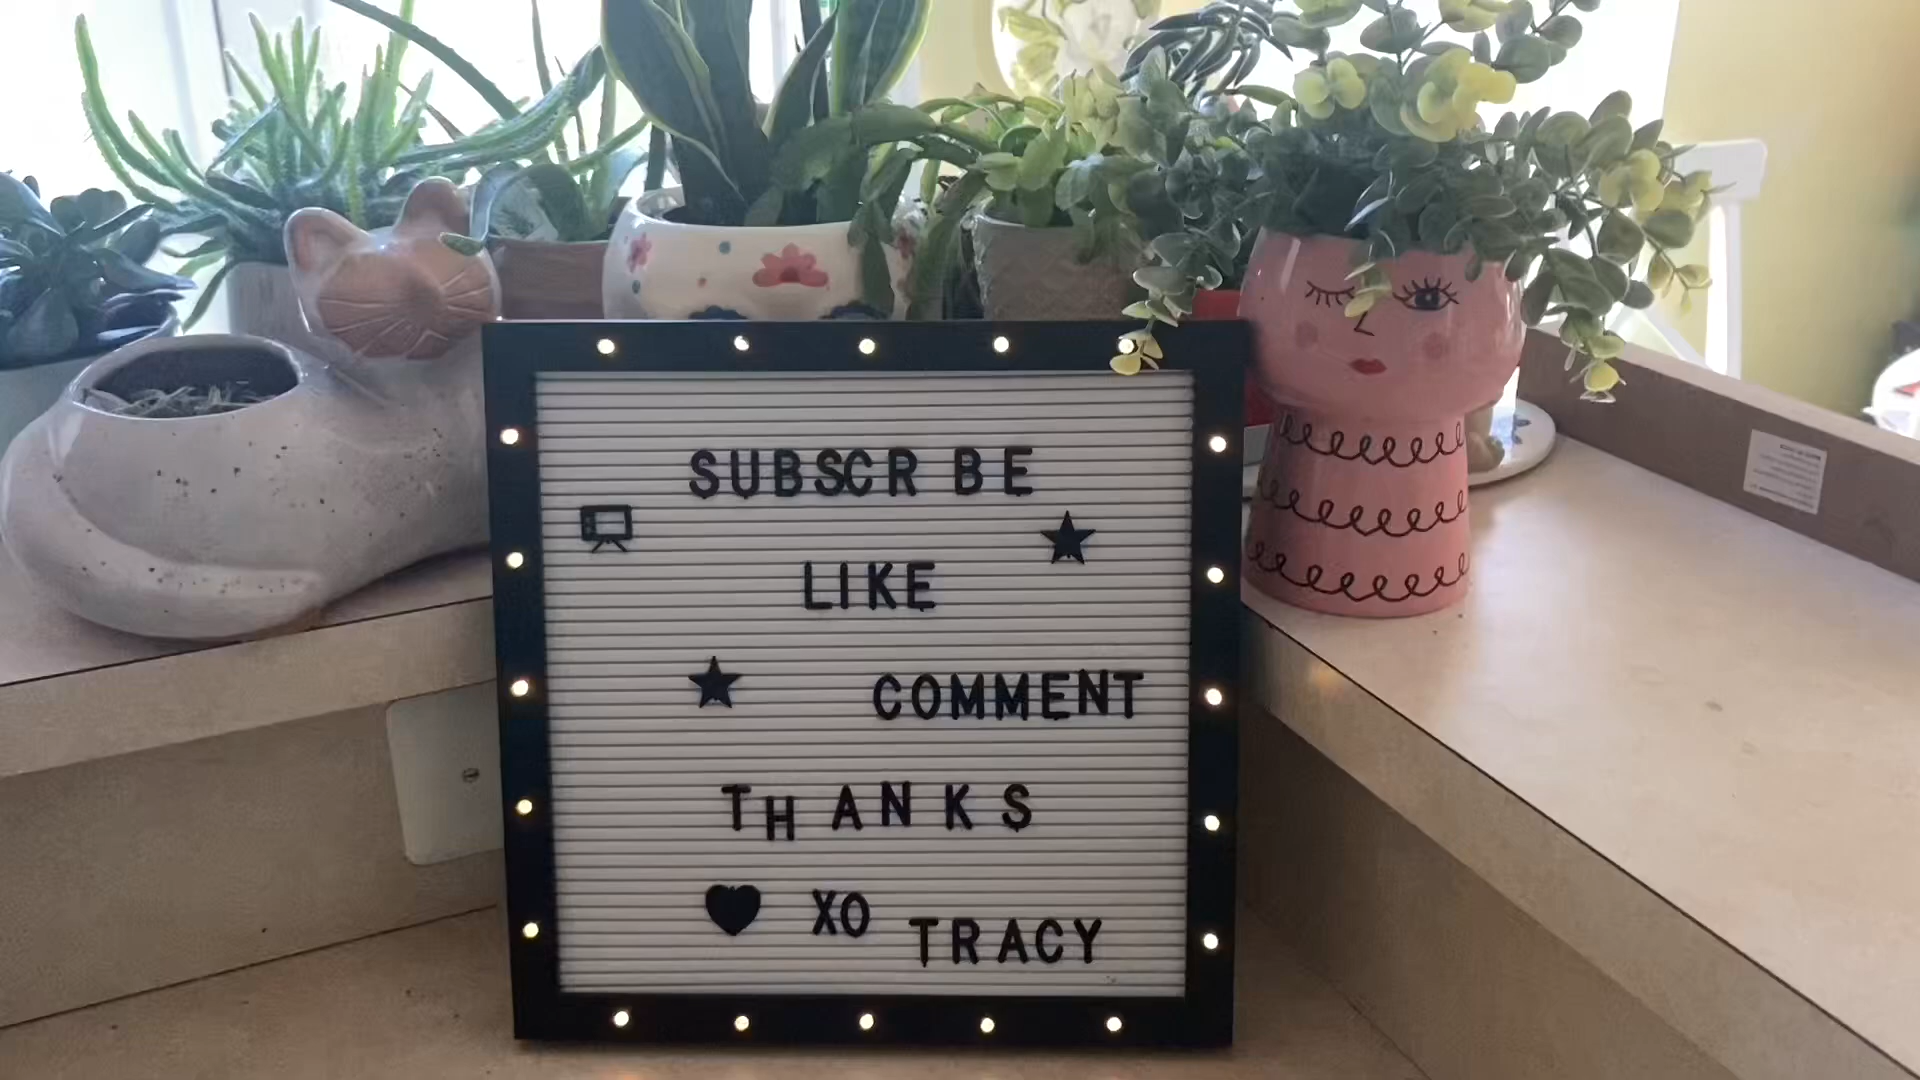 SUBSCR BE
LIKE
COMMENT
THANKS
XO TRACY